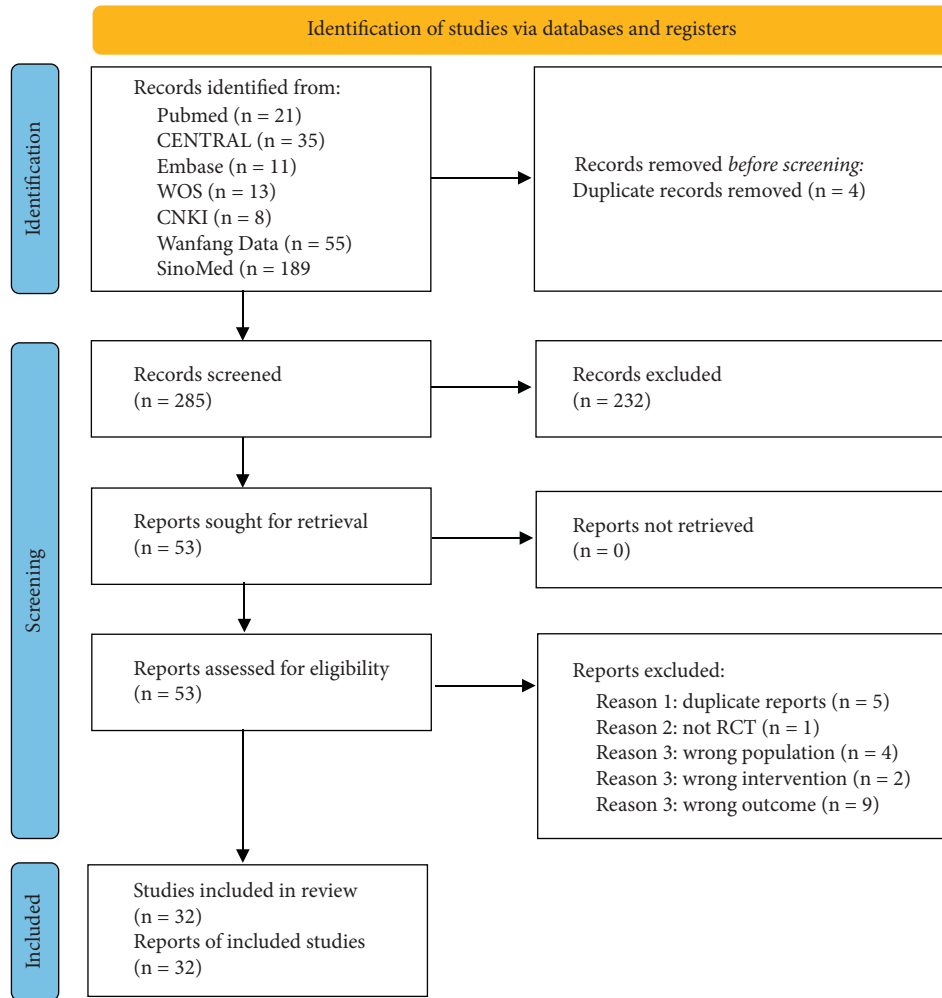 Identification of studies via databases and registers
Identification
Records identified from:
Pubmed (n = 21)
CENTRAL (n = 35)
Embase (n = 11)
WOS (n = 13)
CNKI (n = 8)
Wanfang Data (n = 55)
SinoMed (n = 189
Records removed before screening:
Duplicate records removed (n = 4)
Screening
Records screened
(n = 285)
Records excluded
(n = 232)
Reports sought for retrieval
(n = 53)
Reports not retrieved
(n = 0)
Reports assessed for eligibility
(n = 53)
Reports excluded:
Reason 1: duplicate reports (n = 5)
Reason 2: not RCT (n = 1)
Reason 3: wrong population (n = 4)
Reason 3: wrong intervention (n = 2)
Reason 3: wrong outcome (n = 9)
Included
Studies included in review
(n = 32)
Reports of included studies
(n = 32)